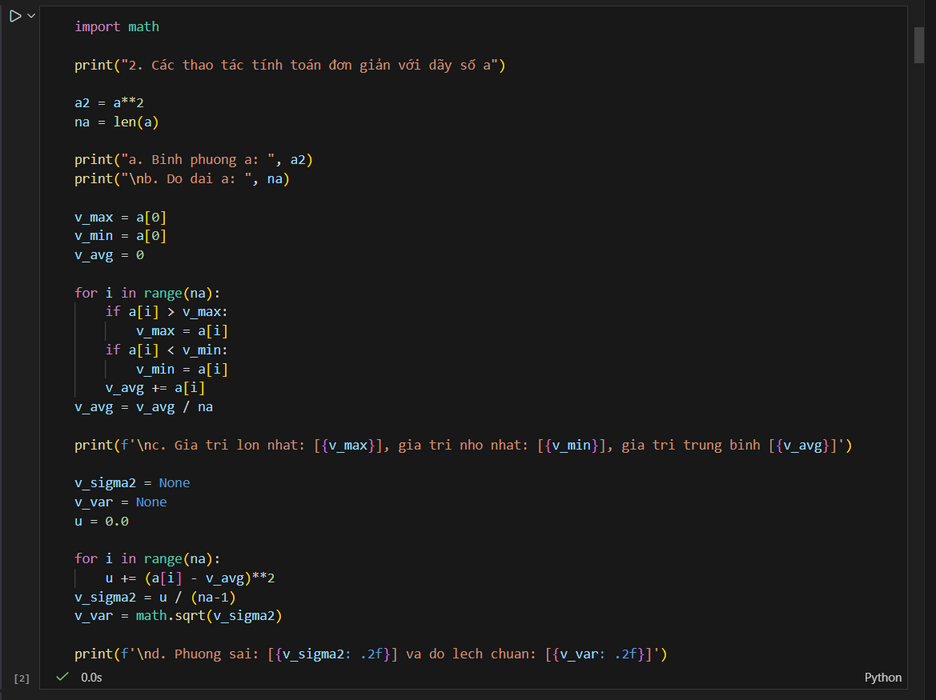 import math
print("2. Các thao tác tính toán đơn giản với dãy số a")
a2 = a**2
na = len(a)
print("a. Binh phuong a: ", a2)
print("\nb. Do dai a: ", na)
v_max = a[0]
v_min = a[0]
v_avg = 0
for i in range(na):
    if a[i] > v_max:
        v_max = a[i]
    if a[i] < v_min:
        v_min = a[i]
    v_avg += a[i]
v_avg = v_avg / na
print(f'\nc. Gia tri lon nhat: [{v_max}], gia tri nho nhat: [{v_min}], gia tri trung binh [{v_avg}]')
v_sigma2 = None
v_var = None
u = 0.0
for i in range(na):
    u += (a[i] - v_avg)**2
v_sigma2 = u / (na-1)
v_var = math.sqrt(v_sigma2)
print(f'\nd. Phuong sai: [{v_sigma2: .2f}] va do lech chuan: [{v_var: .2f}]')
[2] 0.0s Python